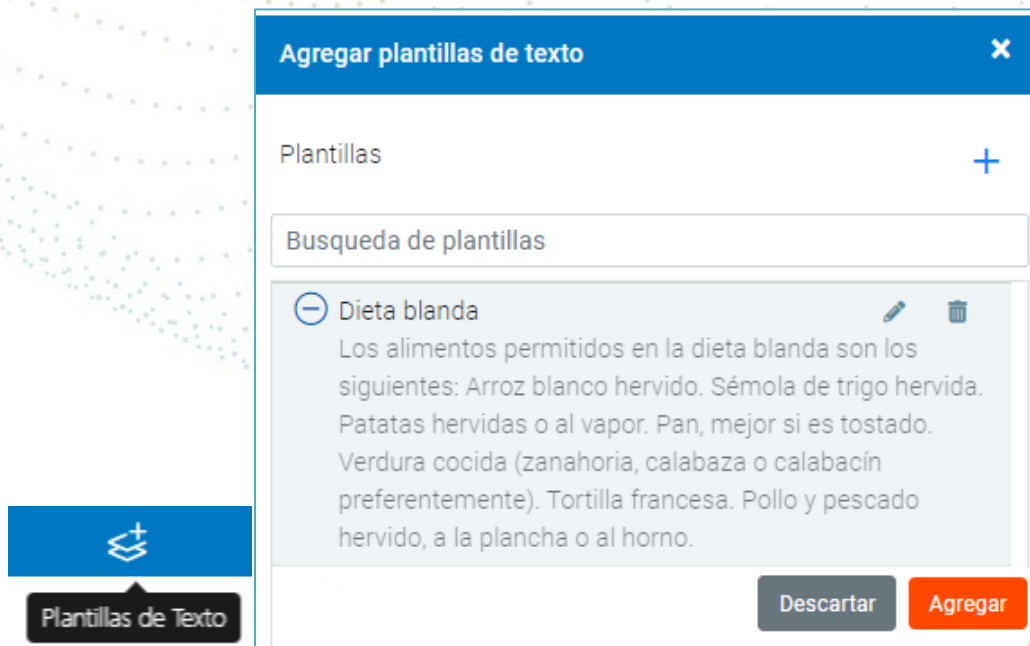 Agregar plantillas de texto
Plantillas
Busqueda de plantillas
Dieta blanda
Los alimentos permitidos en la dieta blanda son los
siguientes: Arroz blanco hervido. Sémola de trigo hervida.
Patatas hervidas o al vapor. Pan, mejor si es tostado.
Verdura cocida (zanahoria, calabaza o calabacín
preferentemente). Tortilla francesa. Pollo y pescado
hervido, a la plancha o al horno.
Descartar
Agregar
Plantillas de Texto